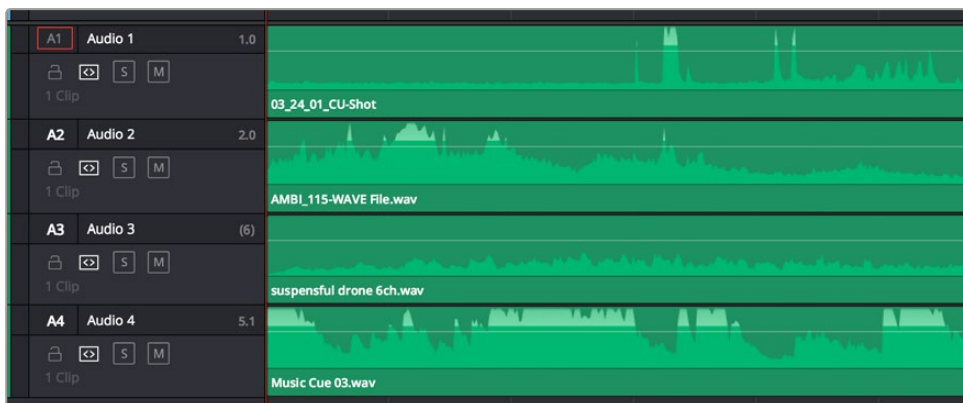 A1 Audio 1 1.0
S M
1 Clip
03_24_01_CU-Shot
A2 Audio 2 2.0
S M
1 Clip
AMBI_115-WAVE File.wav
A3 Audio 3 (6)
S M
1 Clip
suspensful drone 6ch.wav
A4 Audio 4 5.1
S M
1 Clip
Music Cue 03.wav